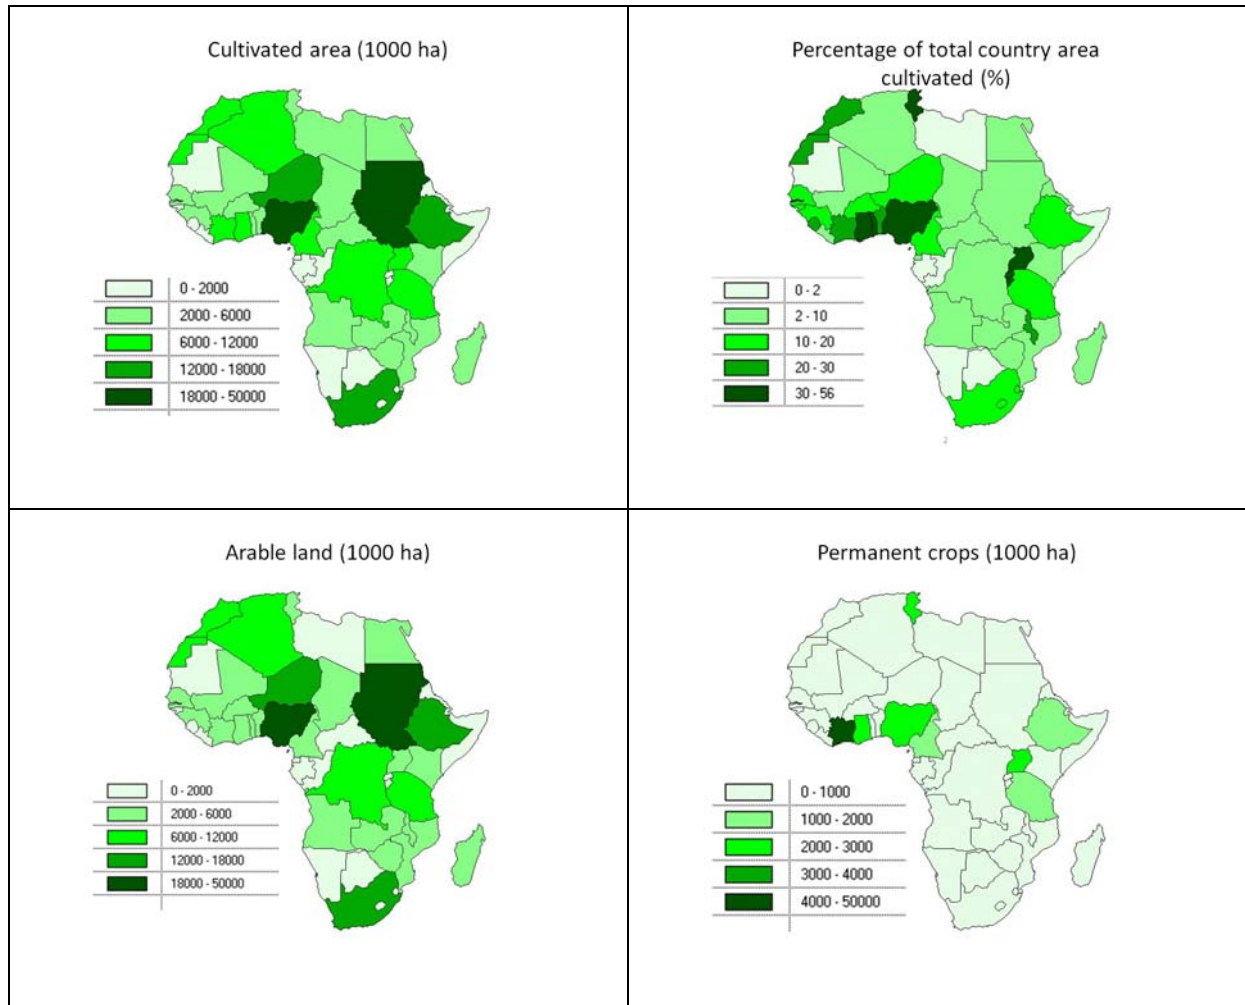 Cultivated area (1000 ha)
0 - 2000
2000 - 6000
6000 - 12000
12000 - 18000
18000 - 50000
Percentage of total country area
cultivated (%)
0 - 2
2 - 10
10 - 20
20 - 30
30 - 56
2
Arable land (1000 ha)
0 - 2000
2000 - 6000
6000 - 12000
12000 - 18000
18000 - 50000
Permanent crops (1000 ha)
0 - 1000
1000 - 2000
2000 - 3000
3000 - 4000
4000 - 50000